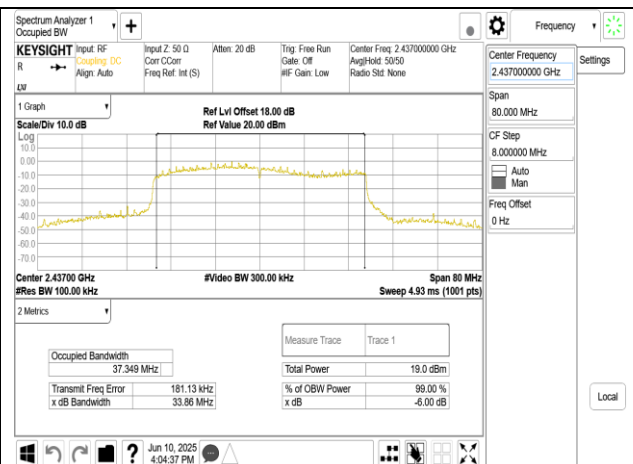 Spectrum Analyzer 1
Occupied BW
Frequency
KEYSIGHT
R
Input: RF
Coupling: DC
Align: Auto
Input Z: 50 Ω
Corr CCorr
Freq Ref: Int (S)
Atten: 20 dB
Trig: Free Run
Gate: Off
#IF Gain: Low
Center Freq: 2.437000000 GHz
Avg|Hold: 50/50
Radio Std: None
LXI
Center Frequency
2.437000000 GHz
Settings
Span
80.000 MHz
CF Step
8.000000 MHz
Auto
Man
Freq Offset
0 Hz
Local
1 Graph
Scale/Div 10.0 dB
Ref Lvl Offset 18.00 dB
Ref Value 20.00 dBm
Log
10.0
0.00
-10.0
-20.0
-30.0
-40.0
-50.0
-60.0
-70.0
Center 2.43700 GHz
#Res BW 100.00 kHz
#Video BW 300.00 kHz
Span 80 MHz
Sweep 4.93 ms (1001 pts)
2 Metrics
Measure Trace Trace 1
Occupied Bandwidth
37.349 MHz
Total Power 19.0 dBm
Transmit Freq Error 181.13 kHz
% of OBW Power 99.00 %
x dB Bandwidth 33.86 MHz
x dB -6.00 dB
?
Jun 10, 2025
4:04:37 PM